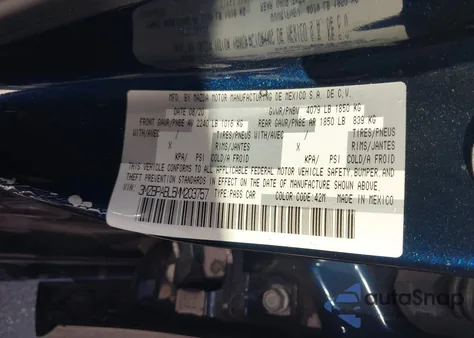 MFD BY MAZDA MOTOR MANUFACTURING DE MEXICO S.A. DE C.V.
DATE 08/20 GVWR/PNBV 4079 LB 1850 KG
FRONT GAWR/PNBE AV 2240 LB 1016 KG REAR GAWR/PNBE AR 1850 LB 839 KG
WITH/AVEC / TIRES/PNEUS WITH/AVEC / TIRES/PNEUS
X RIMS/JANTES X RIMS/JANTES
KPA/ PSI COLD/A FROID KPA/ PSI COLD/A FROID
THIS VEHICLE CONFORMS TO ALL APPLICABLE FEDERAL MOTOR VEHICLE SAFETY, BUMPER, AND
THEFT PREVENTION STANDARDS IN EFFECT ON THE DATE OF MANUFACTURE SHOWN ABOVE.
VIN: TYPE PASS CAR COLOR CODE:42M MADE IN
MEXICO
autoSnap